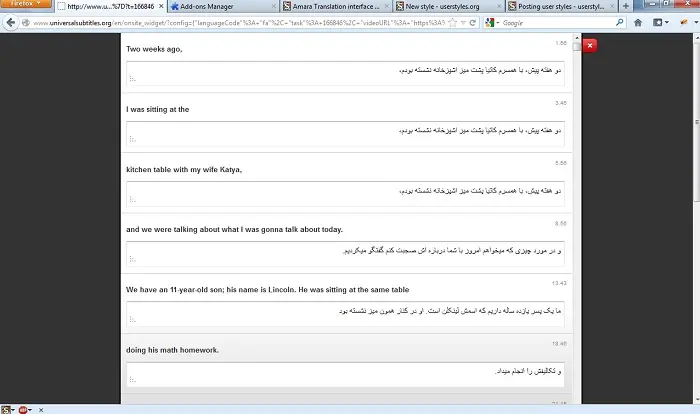 Firefox
http://www.u...%7D?t=166846
Add-ons Manager
Amara Translation interface ...
New style - userstyles.org
Posting user styles - userstyl...
www.universalsubtitles.org/en/onsite_widget/?config={"languageCode"%3A+"fa"%2C+"task"%3A+166846%2C+"videoURL"%3A+"https%3
Google
Two weeks ago,
1.58
دو هفته پیش، با همسرم کاتیا پشت میز اشپزخانه نشسته بودم،
I was sitting at the
3.46
دو هفته پیش، با همسرم کاتیا پشت میز اشپزخانه نشسته بودم،
kitchen table with my wife Katya,
5.58
دو هفته پیش، با همسرم کاتیا پشت میز اشپزخانه نشسته بودم،
and we were talking about what I was gonna talk about today.
8.56
و در مورد چیزی که میخواهم امروز با شما درباره اش صحبت کنم گفتگو میکردیم.
We have an 11-year-old son; his name is Lincoln. He was sitting at the same table
13.43
ما یک پسر یازده ساله داریم که اسمش لینکلن است. او در کنار همون میز نشسته بود
doing his math homework.
18.46
و تکالیفش را انجام میداد.